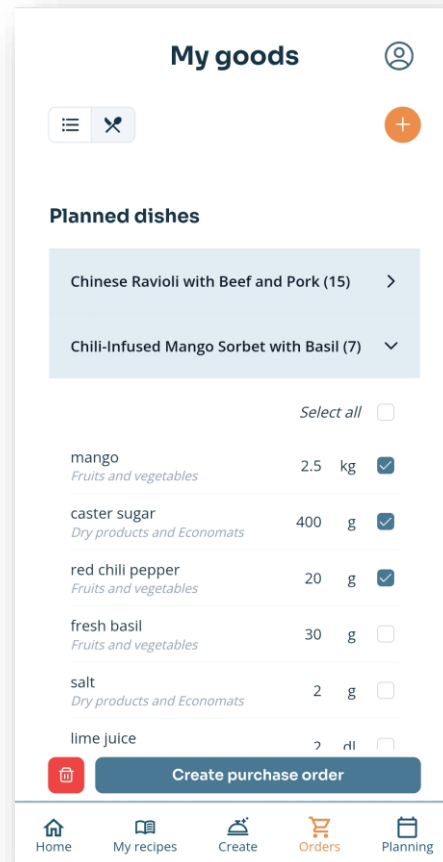 My goods
Planned dishes
Chinese Ravioli with Beef and Pork (15)
Chili-Infused Mango Sorbet with Basil (7)
Select all
mango
Fruits and vegetables
2.5 kg
caster sugar
Dry products and Economats
400 g
red chili pepper
Fruits and vegetables
20 g
fresh basil
Fruits and vegetables
30 g
salt
Dry products and Economats
2 g
lime juice
2 dl
Create purchase order
Home My recipes Create Orders Planning